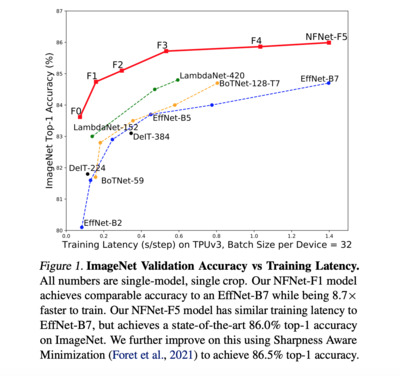 87
86
85
84
83
82
81
80
ImageNet Top-1 Accuracy (%)
F0
F1
F2
F3
F4
NFNet-F5
LambdaNet-420
BoTNet-128-T7
EffNet-B7
EffNet-B5
LambdaNet-152
DeIT-384
DeIT-224
BoTNet-59
EffNet-B2
0.0 0.2 0.4 0.6 0.8 1.0 1.2 1.4
Training Latency (s/step) on TPUv3, Batch Size per Device = 32
Figure 1. ImageNet Validation Accuracy vs Training Latency.
All numbers are single-model, single crop. Our NFNet-F1 model
achieves comparable accuracy to an EffNet-B7 while being 8.7×
faster to train. Our NFNet-F5 model has similar training latency to
EffNet-B7, but achieves a state-of-the-art 86.0% top-1 accuracy
on ImageNet. We further improve on this using Sharpness Aware
Minimization (Foret et al., 2021) to achieve 86.5% top-1 accuracy.